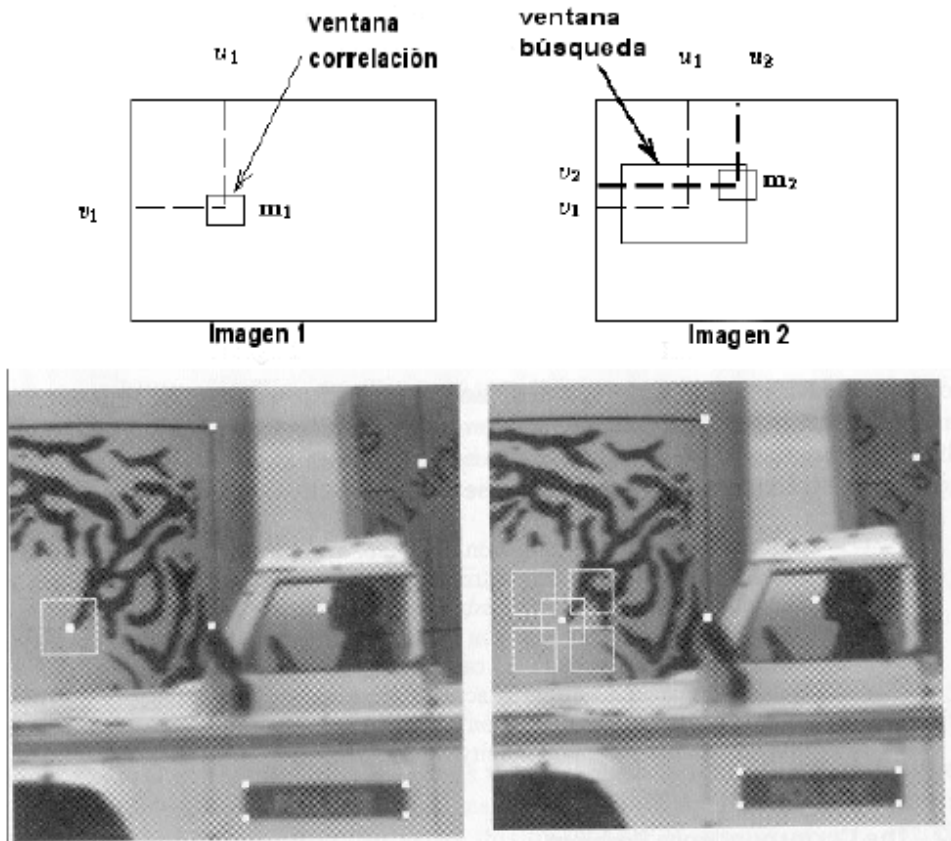 ventana
correlación
u₁
v₁
m₁
Imagen 1
ventana
búsqueda
u₁ u₂
v₂
v₁
m₂
Imagen 2